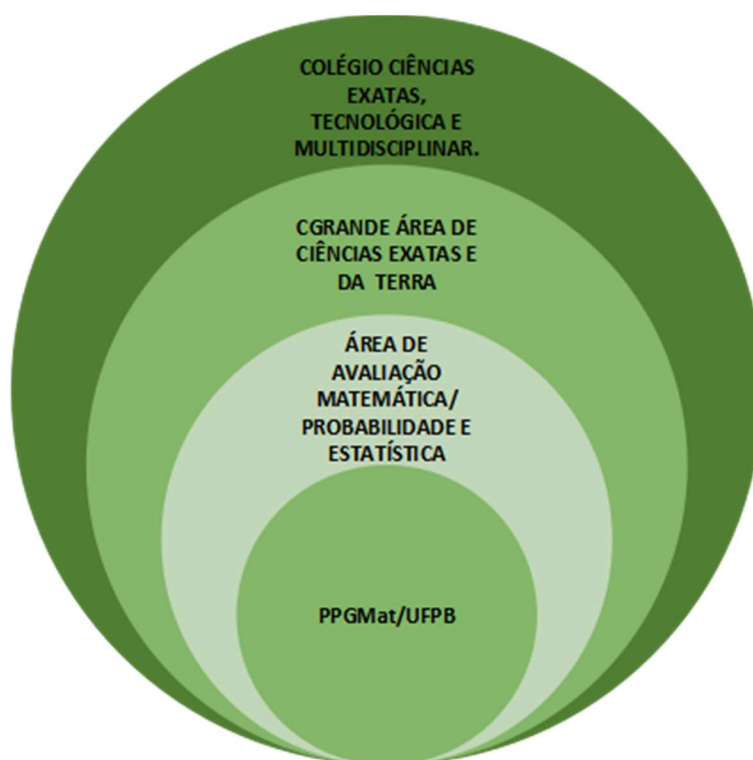 COLÉGIO CIÊNCIAS
EXATAS,
TECNOLÓGICA E
MULTIDISCIPLINAR.
CGRANDE ÁREA DE
CIÊNCIAS EXATAS E
DA TERRA
ÁREA DE
AVALIAÇÃO
MATEMÁTICA/
PROBABILIDADE E
ESTATÍSTICA
PPGMat/UFPB